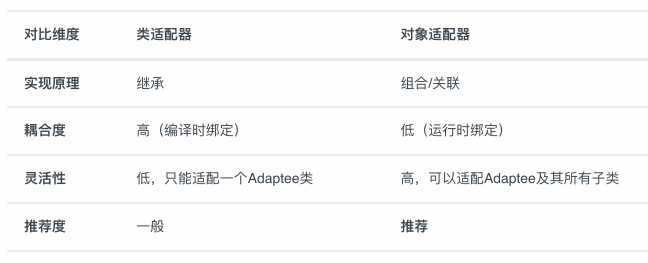 对比维度 类适配器 对象适配器
实现原理 继承 组合/关联
耦合度 高（编译时绑定） 低（运行时绑定）
灵活性 低，只能适配一个Adaptee类 高，可以适配Adaptee及其所有子类
推荐度 一般 推荐